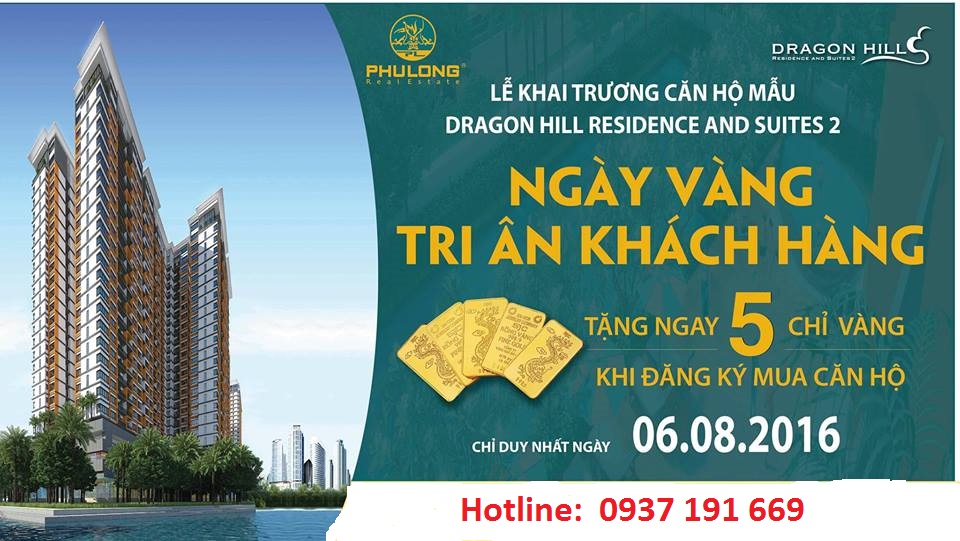 PHULONG®
Real Estate
DRAGON HILL
RESIDENCE AND SUITES 2
LỄ KHAI TRƯƠNG CĂN HỘ MẪU
DRAGON HILL RESIDENCE AND SUITES 2
NGÀY VÀNG
TRI ÂN KHÁCH HÀNG
TẶNG NGAY 5 CHỈ VÀNG
KHI ĐĂNG KÝ MUA CĂN HỘ
CHỈ DUY NHẤT NGÀY 06.08.2016
Hotline: 0937 191 669